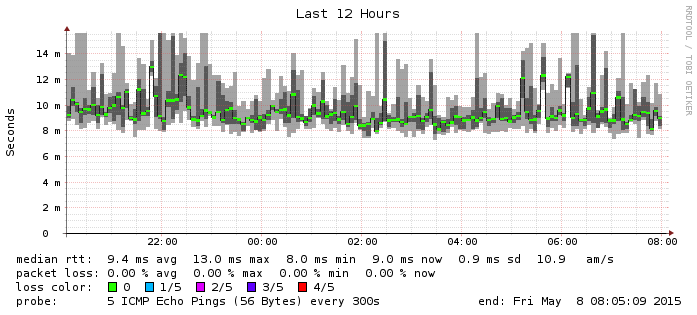 Last 12 Hours
RRDTOOL / TOBI OETIKER
Seconds
14 m
12 m
10 m
8 m
6 m
4 m
2 m
0
22:00 00:00 02:00 04:00 06:00 08:00
median rtt: 9.4 ms avg 13.0 ms max 8.0 ms min 9.0 ms now 0.9 ms sd 10.9 am/s
packet loss: 0.00 % avg 0.00 % max 0.00 % min 0.00 % now
loss color: 0 1/5 2/5 3/5 4/5
probe: 5 ICMP Echo Pings (56 Bytes) every 300s end: Fri May 8 08:05:09 2015